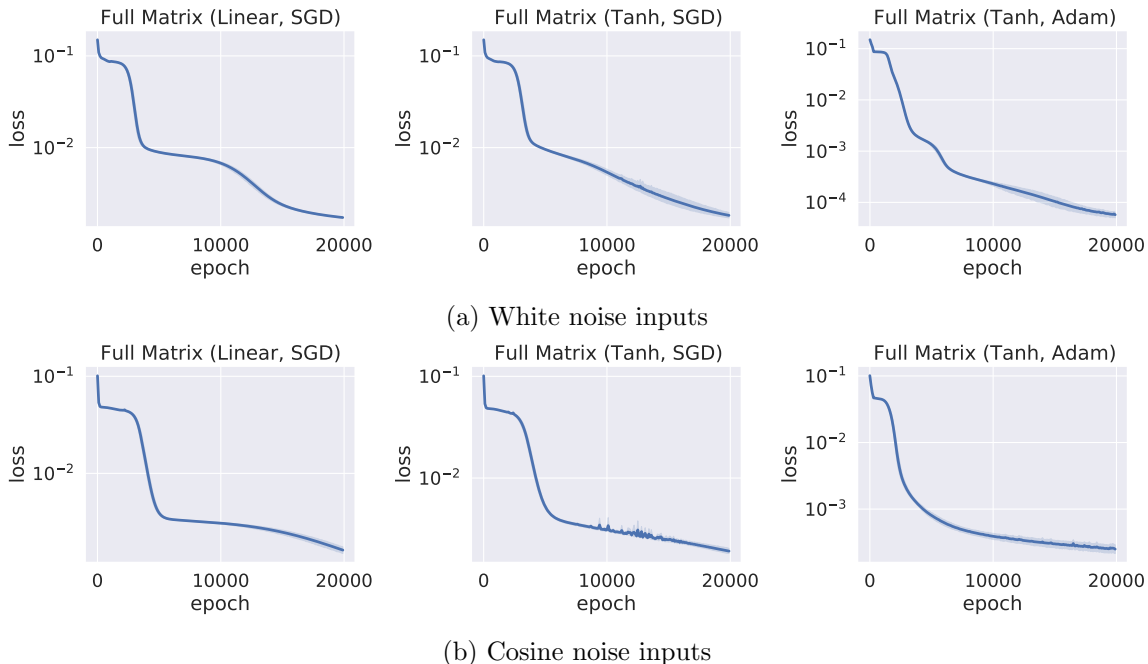 Full Matrix (Linear, SGD) Full Matrix (Tanh, SGD) Full Matrix (Tanh, Adam)
loss
10⁻¹
10⁻²
0 10000 20000
epoch
loss
10⁻¹
10⁻²
0 10000 20000
epoch
loss
10⁻¹
10⁻²
10⁻³
10⁻⁴
0 10000 20000
epoch
(a) White noise inputs
Full Matrix (Linear, SGD) Full Matrix (Tanh, SGD) Full Matrix (Tanh, Adam)
loss
10⁻¹
10⁻²
0 10000 20000
epoch
loss
10⁻¹
10⁻²
0 10000 20000
epoch
loss
10⁻¹
10⁻²
10⁻³
0 10000 20000
epoch
(b) Cosine noise inputs